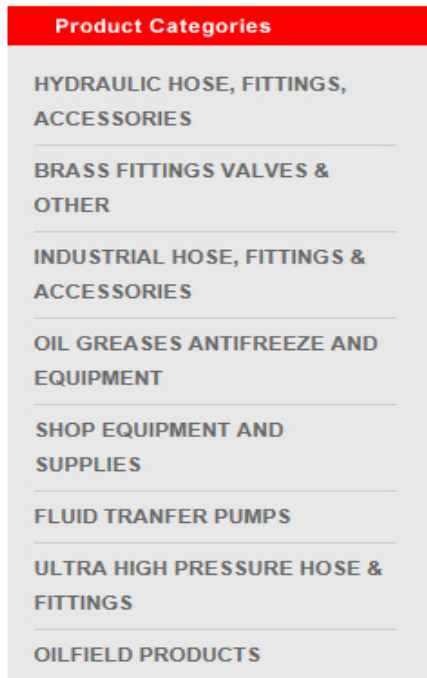 Product Categories
HYDRAULIC HOSE, FITTINGS,
ACCESSORIES
BRASS FITTINGS VALVES &
OTHER
INDUSTRIAL HOSE, FITTINGS &
ACCESSORIES
OIL GREASES ANTIFREEZE AND
EQUIPMENT
SHOP EQUIPMENT AND
SUPPLIES
FLUID TRANFER PUMPS
ULTRA HIGH PRESSURE HOSE &
FITTINGS
OILFIELD PRODUCTS